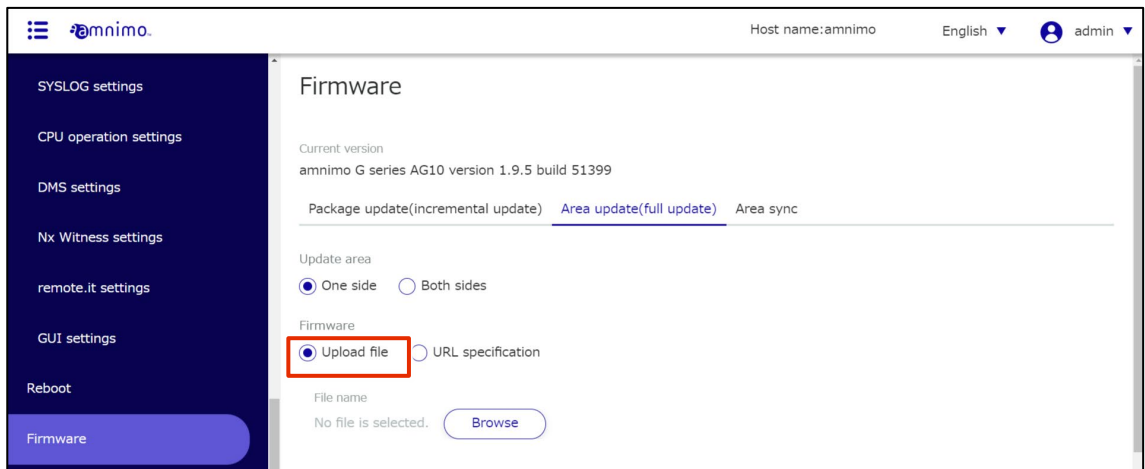 amnimo
Host name:amnimo
English
admin
SYSLOG settings
CPU operation settings
DMS settings
Nx Witness settings
remote.it settings
GUI settings
Reboot
Firmware
Firmware
Current version
amnimo G series AG10 version 1.9.5 build 51399
Package update(incremental update) Area update(full update) Area sync
Update area
One side Both sides
Firmware
Upload file URL specification
File name
No file is selected. Browse